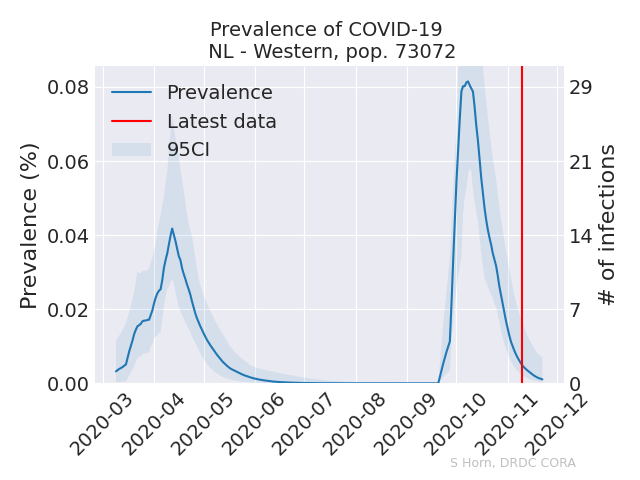 Prevalence of COVID-19
NL - Western, pop. 73072
Prevalence
Latest data
95CI
Prevalence (%)
0.08
0.06
0.04
0.02
0.00
# of infections
29
21
14
7
0
2020-03
2020-04
2020-05
2020-06
2020-07
2020-08
2020-09
2020-10
2020-11
2020-12
S Horn, DRDC CORA